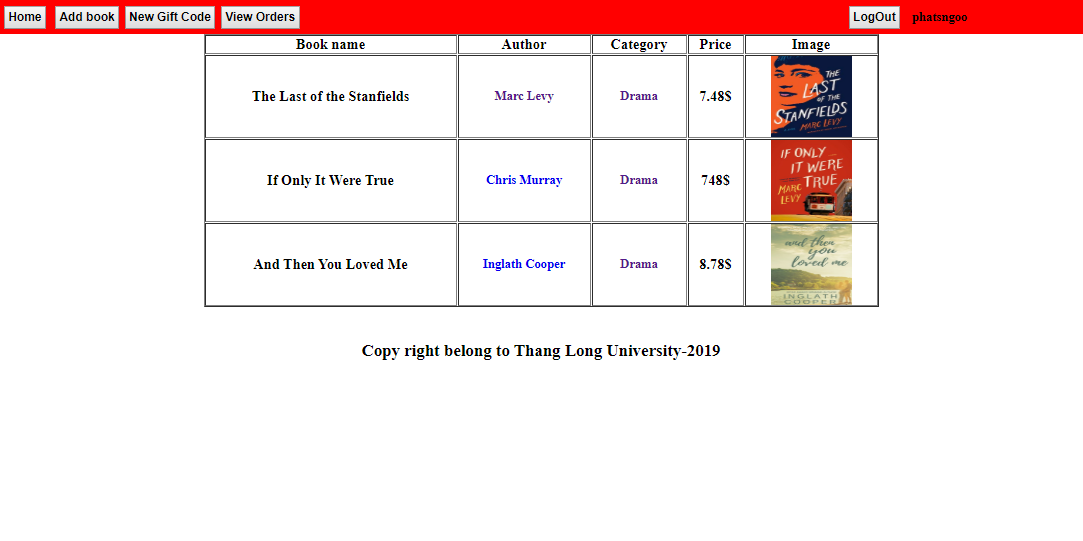 Home Add book New Gift Code View Orders LogOut phatsngoo
Book name Author Category Price Image
The Last of the Stanfields Marc Levy Drama 7.48$
THE
LAST
OF THE
STANFIELDS
MARC LEVY
If Only It Were True Chris Murray Drama 748$
IF ONLY
IT WERE
TRUE
MARC
LEVY
And Then You Loved Me Inglath Cooper Drama 8.78$
and then
you
loved me
INGLATH
COOPER
Copy right belong to Thang Long University-2019